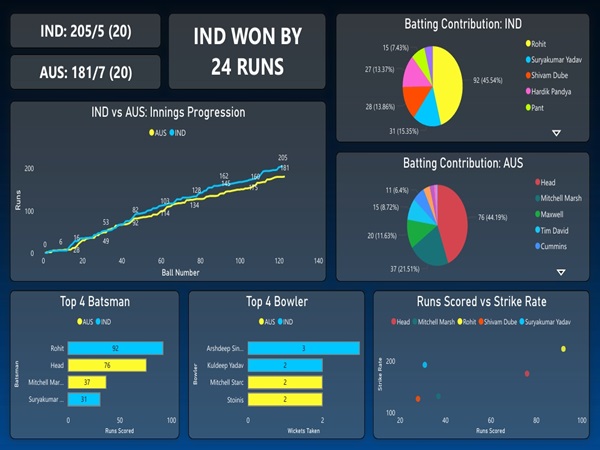 IND: 205/5 (20)
AUS: 181/7 (20)
IND WON BY
24 RUNS
Batting Contribution: IND
15 (7.43%)
27 (13.37%)
28 (13.86%)
31 (15.35%)
92 (45.54%)
Rohit
Suryakumar Yadav
Shivam Dube
Hardik Pandya
Pant
IND vs AUS: Innings Progression
AUS IND
Runs
200
100
0
0 6 28 53 49 82 103 114 128 134 162 145 160 205 181
0 20 40 60 80 100 120 140
Ball Number
Batting Contribution: AUS
11 (6.4%)
15 (8.72%)
20 (11.63%)
37 (21.51%)
76 (44.19%)
Head
Mitchell Marsh
Maxwell
Tim David
Cummins
Top 4 Batsman
AUS IND
Batsman
Rohit 92
Head 76
Mitchell Mar... 37
Suryakumar ... 31
0 50 100
Runs Scored
Top 4 Bowler
AUS IND
Bowler
Arshdeep Sin... 3
Kuldeep Yadav 2
Mitchell Starc 2
Stoinis 2
0 2
Wickets Taken
Runs Scored vs Strike Rate
Head Mitchell Marsh Rohit Shivam Dube Suryakumar Yadav
Strike Rate
200
100
40 60 80
Runs Scored